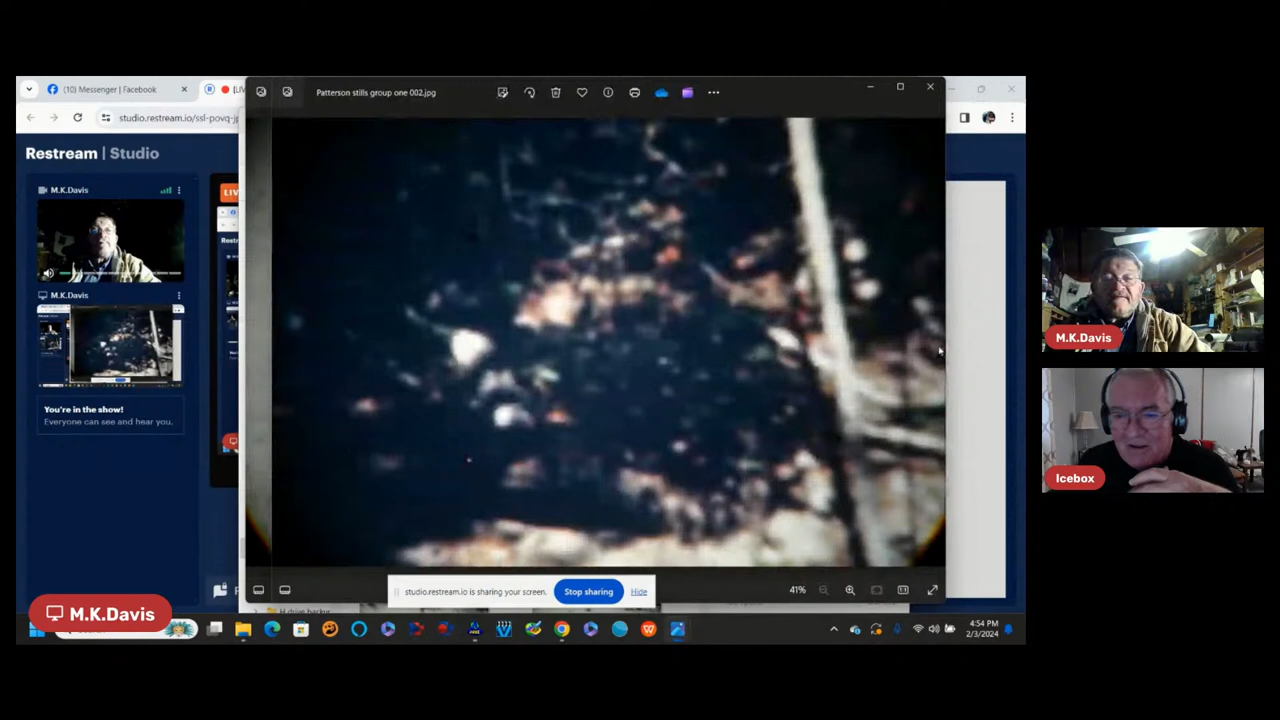 (10) Messenger | Facebook
Patterson stills group one 002.jpg
studio.restream.io/ssl-povq-j
Restream | Studio
M.K.Davis
LIV
M.K.Davis
You're in the show!
Everyone can see and hear you.
M.K.Davis
Icebox
studio.restream.io is sharing your screen.
Stop sharing
Hide
41%
M.K.Davis
4:54 PM
2/3/2024